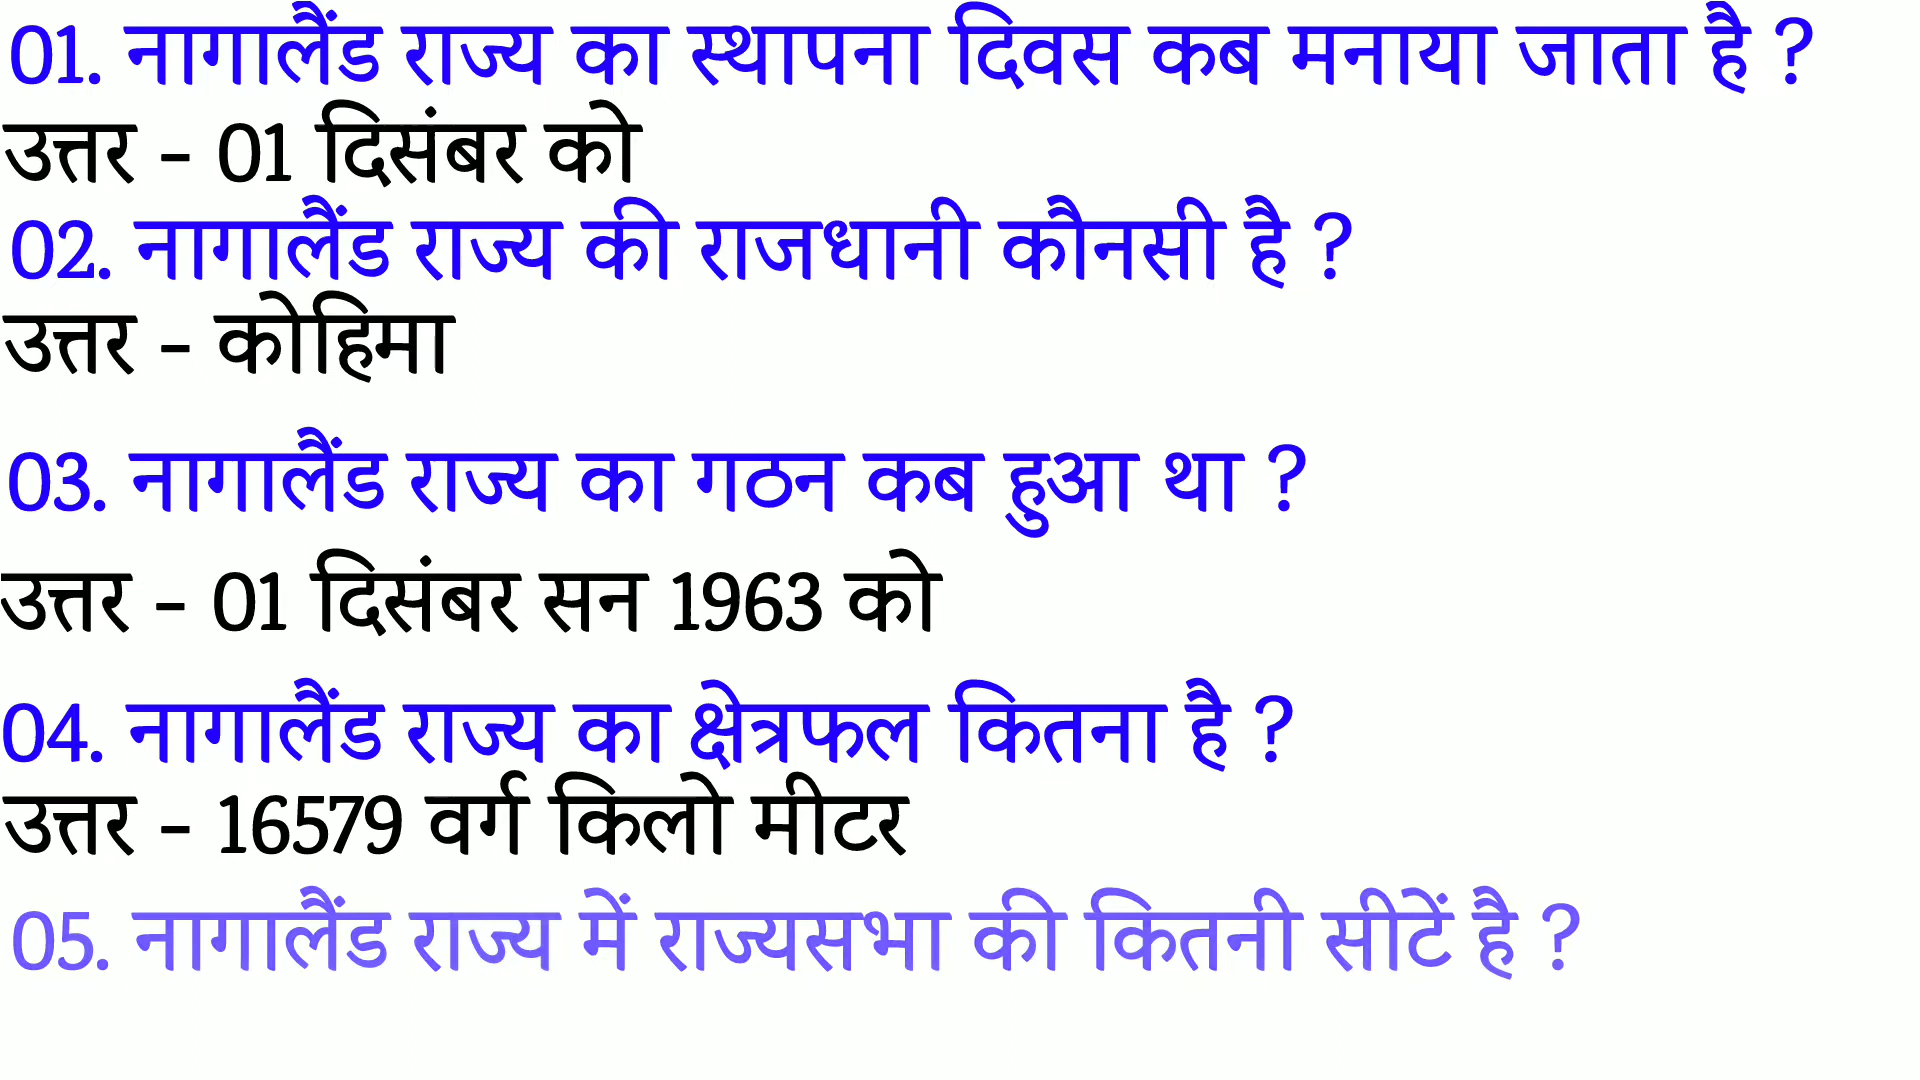 01. नागालैंड राज्य का स्थापना दिवस कब मनाया जाता है ?
उत्तर - 01 दिसंबर को
02. नागालैंड राज्य की राजधानी कौनसी है ?
उत्तर - कोहिमा
03. नागालैंड राज्य का गठन कब हुआ था ?
उत्तर - 01 दिसंबर सन 1963 को
04. नागालैंड राज्य का क्षेत्रफल कितना है ?
उत्तर - 16579 वर्ग किलो मीटर
05. नागालैंड राज्य में राज्यसभा की कितनी सीटें है ?